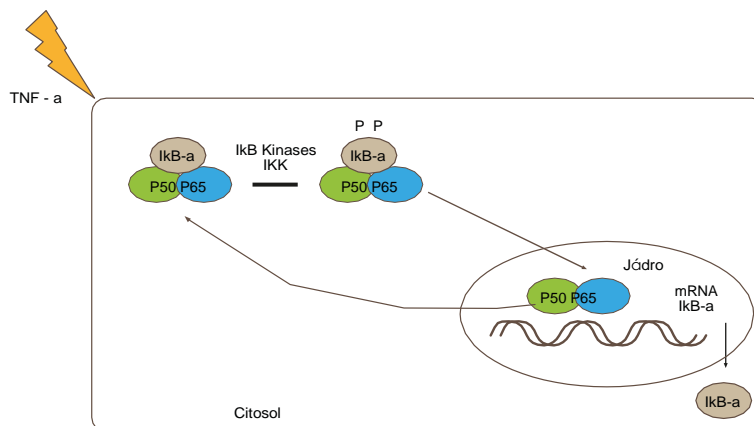 TNF - a
P P
IkB-a
IkB Kinases
IKK
IkB-a
P50 P65
P50 P65
Jádro
P50 P65
mRNA
IkB-a
IkB-a
Citosol